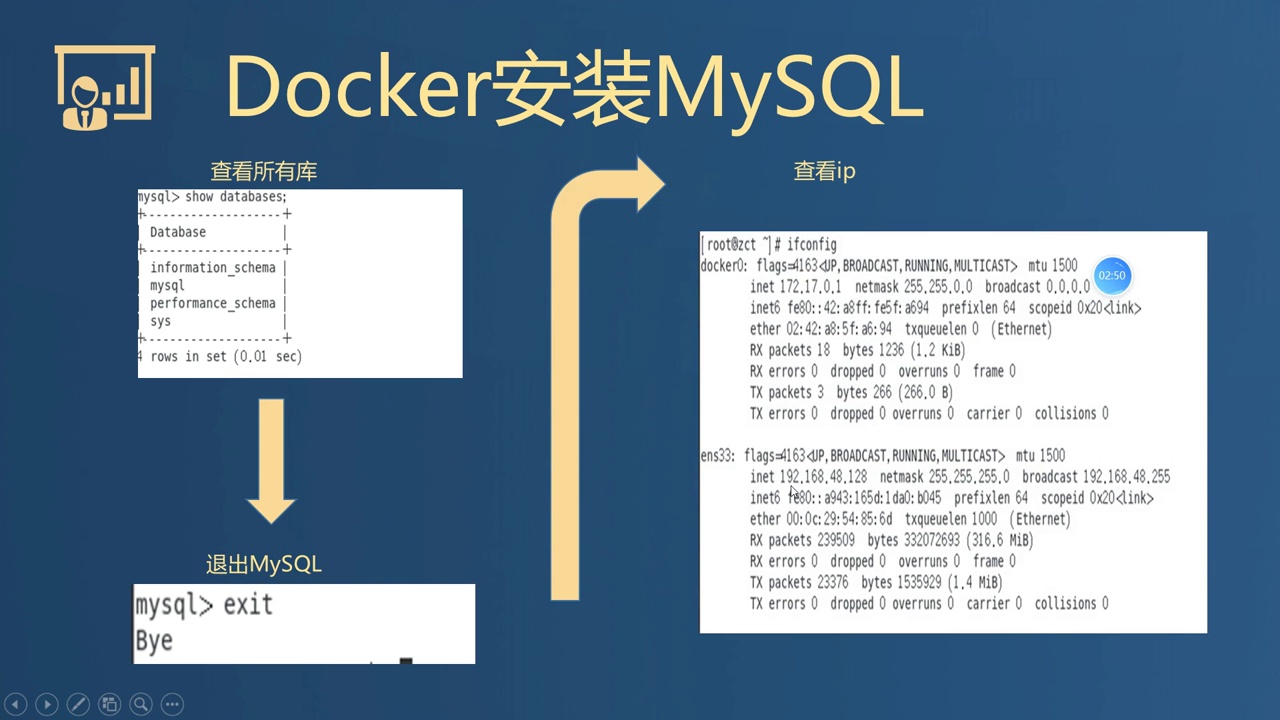 Docker安装MySQL
查看所有库
mysql> show databases;
+--------------------+
| Database           |
+--------------------+
| information_schema |
| mysql              |
| performance_schema |
| sys                |
+--------------------+
4 rows in set (0.01 sec)
退出MySQL
mysql> exit
Bye
查看ip
[root@zct ~]# ifconfig
docker0: flags=4163<UP,BROADCAST,RUNNING,MULTICAST> mtu 1500
inet 172.17.0.1 netmask 255.255.0.0 broadcast 0.0.0.0
inet6 fe80::42:a8ff:fe5f:a694 prefixlen 64 scopeid 0x20<link>
ether 02:42:a8:5f:a6:94 txqueuelen 0 (Ethernet)
RX packets 18 bytes 1236 (1.2 KiB)
RX errors 0 dropped 0 overruns 0 frame 0
TX packets 3 bytes 266 (266.0 B)
TX errors 0 dropped 0 overruns 0 carrier 0 collisions 0
ens33: flags=4163<UP,BROADCAST,RUNNING,MULTICAST> mtu 1500
inet 192.168.48.128 netmask 255.255.255.0 broadcast 192.168.48.255
inet6 fe80::a943:165d:1da0:b045 prefixlen 64 scopeid 0x20<link>
ether 00:0c:29:54:85:6d txqueuelen 1000 (Ethernet)
RX packets 239509 bytes 332072693 (316.6 MiB)
RX errors 0 dropped 0 overruns 0 frame 0
TX packets 23376 bytes 1535929 (1.4 MiB)
TX errors 0 dropped 0 overruns 0 carrier 0 collisions 0
02:50